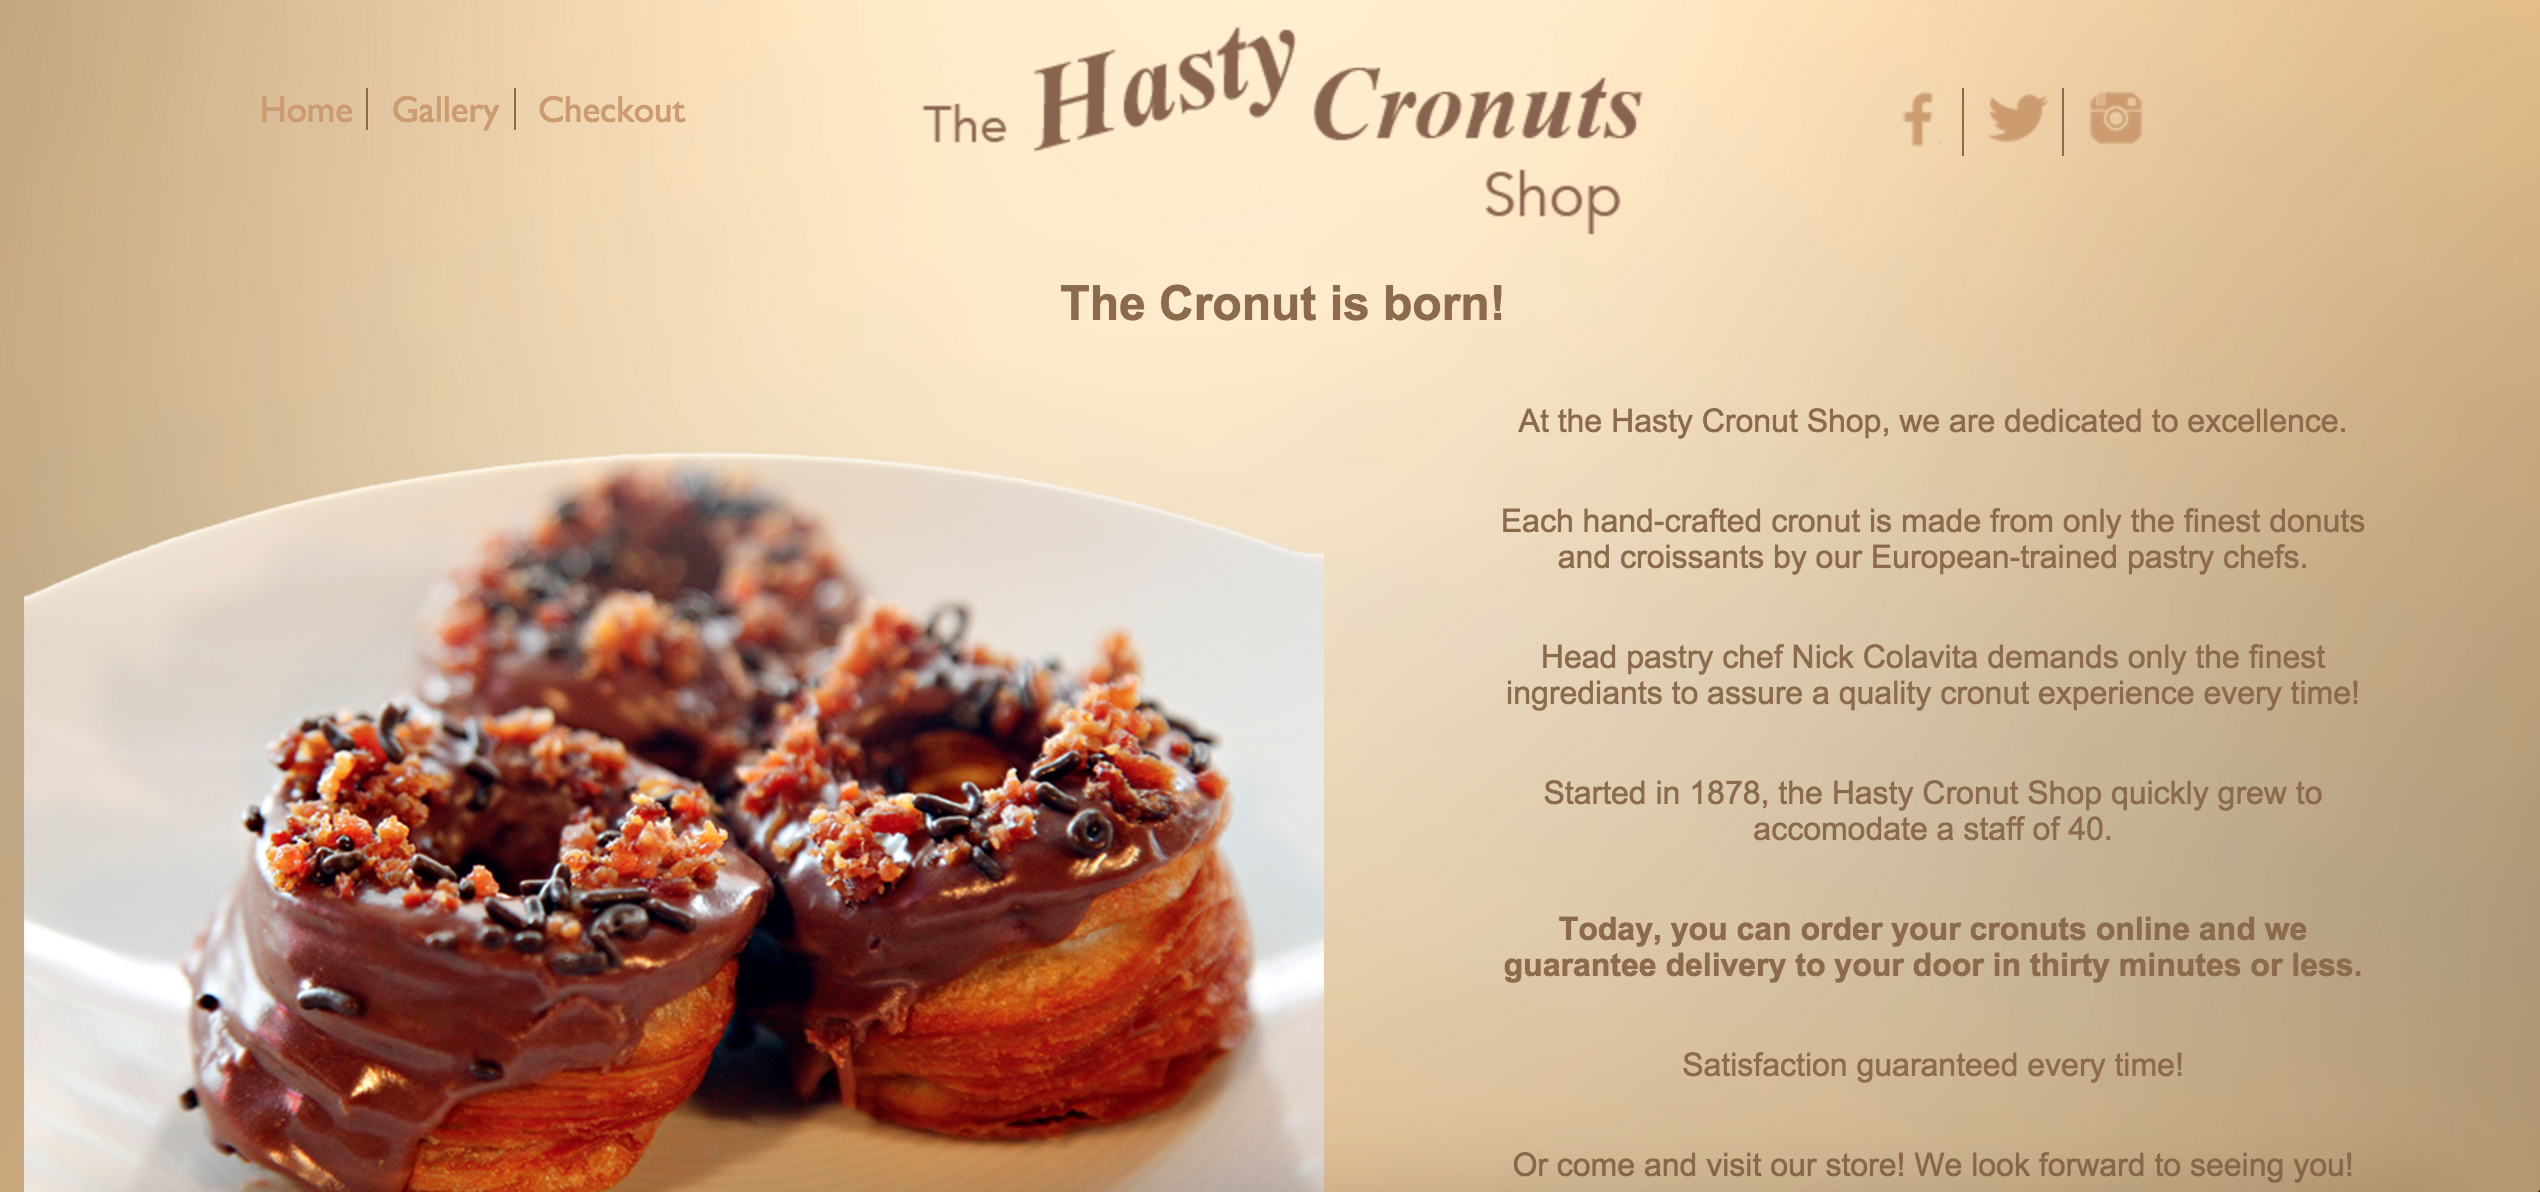 Home Gallery Checkout
The Hasty Cronuts
Shop
The Cronut is born!
At the Hasty Cronut Shop, we are dedicated to excellence.
Each hand-crafted cronut is made from only the finest donuts
and croissants by our European-trained pastry chefs.
Head pastry chef Nick Colavita demands only the finest
ingrediants to assure a quality cronut experience every time!
Started in 1878, the Hasty Cronut Shop quickly grew to
accomodate a staff of 40.
Today, you can order your cronuts online and we
guarantee delivery to your door in thirty minutes or less.
Satisfaction guaranteed every time!
Or come and visit our store! We look forward to seeing you!